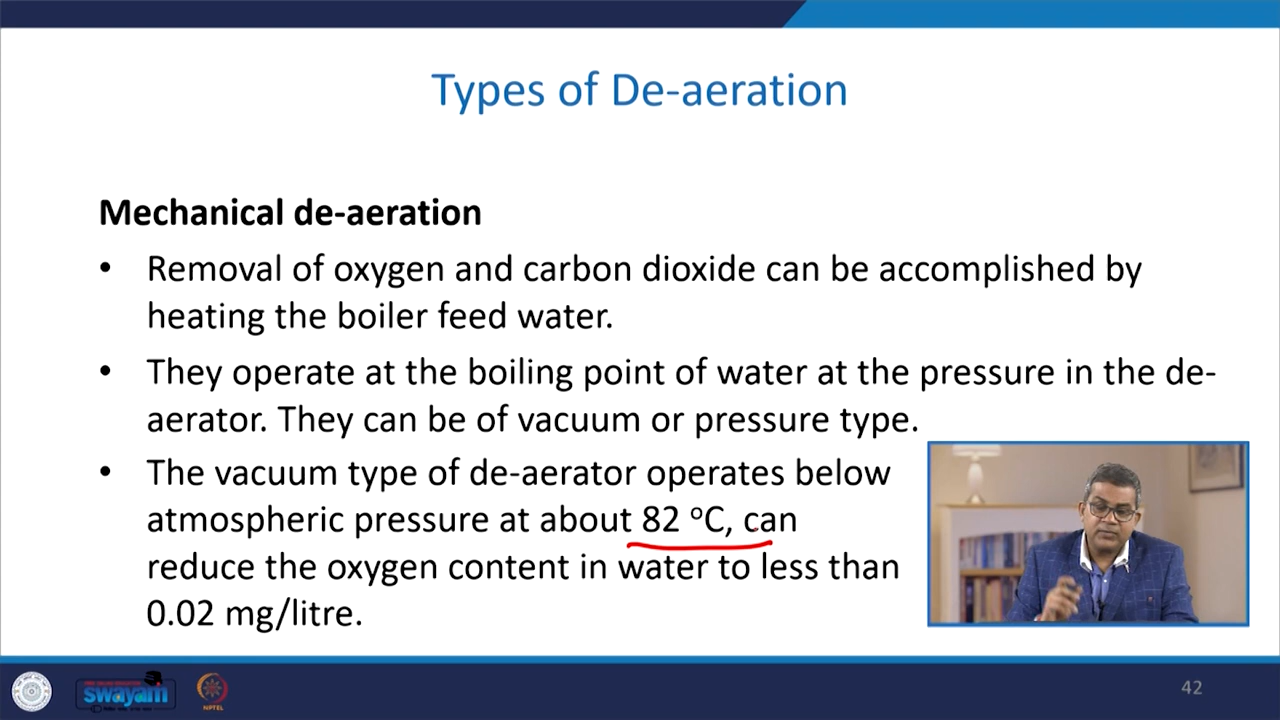 Types of De-aeration
Mechanical de-aeration
• Removal of oxygen and carbon dioxide can be accomplished by
heating the boiler feed water.
• They operate at the boiling point of water at the pressure in the de-
aerator. They can be of vacuum or pressure type.
• The vacuum type of de-aerator operates below
atmospheric pressure at about 82 ºC, can
reduce the oxygen content in water to less than
0.02 mg/litre.
swayam
NPTEL
42